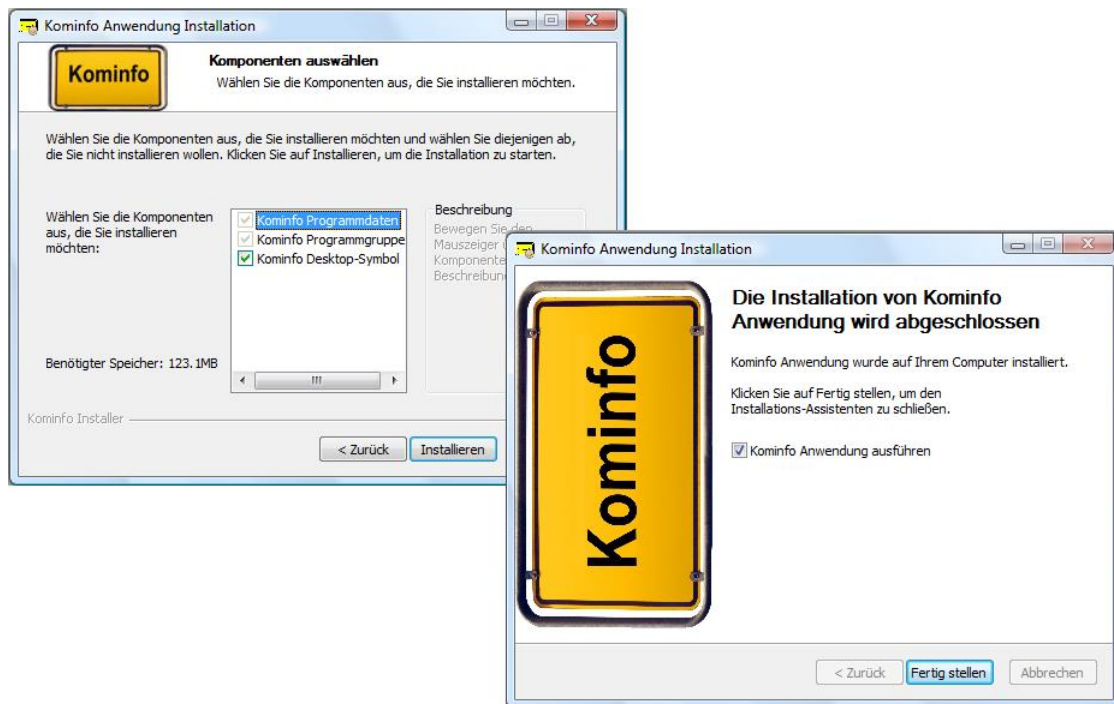 Kominfo Anwendung Installation
Kominfo
Komponenten auswählen
Wählen Sie die Komponenten aus, die Sie installieren möchten.
Wählen Sie die Komponenten aus, die Sie installieren möchten und wählen Sie diejenigen ab,
die Sie nicht installieren wollen. Klicken Sie auf Installieren, um die Installation zu starten.
Wählen Sie die Komponenten
aus, die Sie installieren
möchten:
Kominfo Programmdaten
Kominfo Programmgruppe
Kominfo Desktop-Symbol
Beschreibung
Bewegen Sie den
Mauszeiger
Komponente
Benötigter Speicher: 123.1MB
Kominfo Installer
< Zurück
Installieren
Kominfo Anwendung Installation
Kominfo
Die Installation von Kominfo
Anwendung wird abgeschlossen
Kominfo Anwendung wurde auf Ihrem Computer installiert.
Klicken Sie auf Fertig stellen, um den
Installations-Assistenten zu schließen.
Kominfo Anwendung ausführen
< Zurück
Fertig stellen
Abbrechen